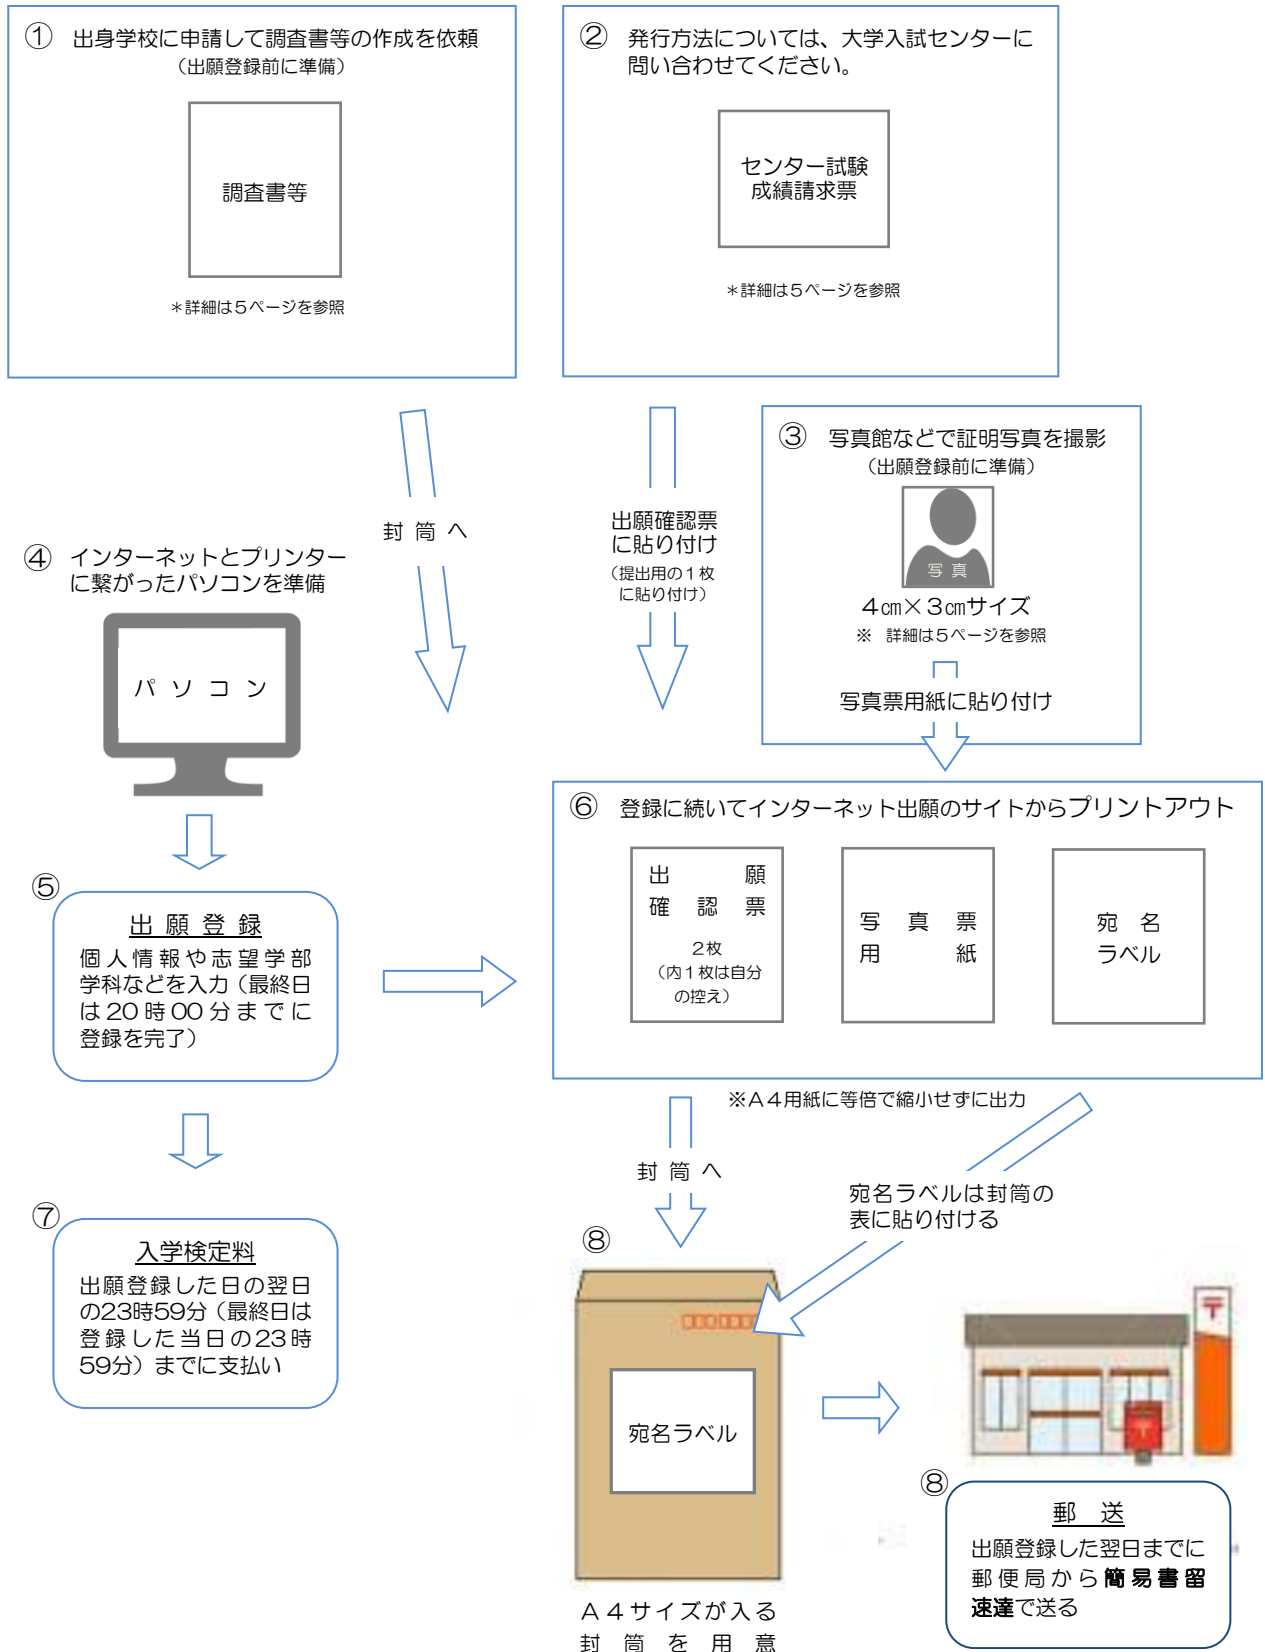 ① 出身学校に申請して調査書等の作成を依頼
（出願登録前に準備）
調査書等
＊詳細は５ページを参照
② 発行方法については、大学入試センターに
問い合わせてください。
センター試験
成績請求票
＊詳細は５ページを参照
封 筒 へ
出願確認票
に貼り付け
（提出用の１枚
に貼り付け）
③ 写真館などで証明写真を撮影
（出願登録前に準備）
写 真
４㎝×３㎝サイズ
※ 詳細は５ページを参照
写真票用紙に貼り付け
④ インターネットとプリンター
に繋がったパソコンを準備
パ ソ コ ン
⑤
出 願 登 録
個人情報や志望学部
学科などを入力（最終日
は２０時００分までに
登録を完了）
⑥ 登録に続いてインターネット出願のサイトからプリントアウト
出 願
確 認 票
２枚
（内１枚は自分
の控え）
写 真 票
用 紙
宛 名
ラベル
※Ａ４用紙に等倍で縮小せずに出力
封 筒 へ
宛名ラベルは封筒の
表に貼り付ける
⑦
入学検定料
出願登録した日の翌日
の23時59分（最終日は
登録した当日の23時
59分）までに支払い
⑧
宛名ラベル
Ａ４サイズが入る
封 筒 を 用 意
〒
〒
⑧
郵 送
出願登録した翌日までに
郵便局から簡易書留
速達で送る